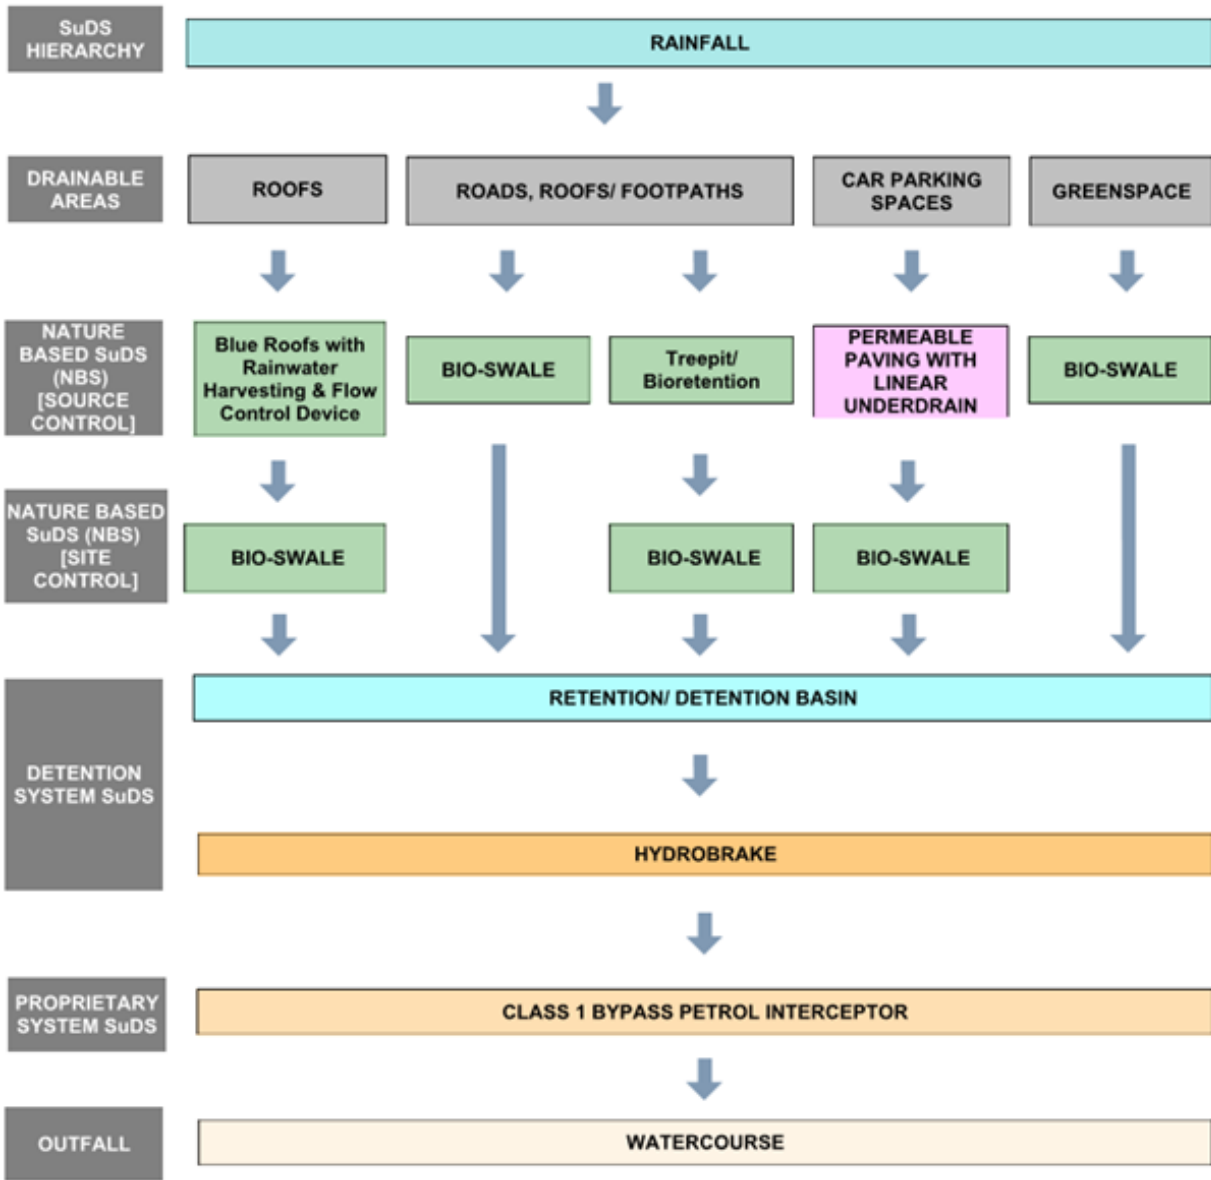 SuDS
HIERARCHY
RAINFALL
DRAINABLE
AREAS
ROOFS
ROADS, ROOFS/ FOOTPATHS
CAR PARKING
SPACES
GREENSPACE
NATURE
BASED SuDS
(NBS)
[SOURCE
CONTROL]
Blue Roofs with
Rainwater
Harvesting & Flow
Control Device
BIO-SWALE
Treepit/
Bioretention
PERMEABLE
PAVING WITH
LINEAR
UNDERDRAIN
BIO-SWALE
NATURE BASED
SuDS (NBS)
[SITE
CONTROL]
BIO-SWALE
BIO-SWALE
BIO-SWALE
DETENTION
SYSTEM SuDS
RETENTION/ DETENTION BASIN
HYDROBRAKE
PROPRIETARY
SYSTEM SuDS
CLASS 1 BYPASS PETROL INTERCEPTOR
OUTFALL
WATERCOURSE